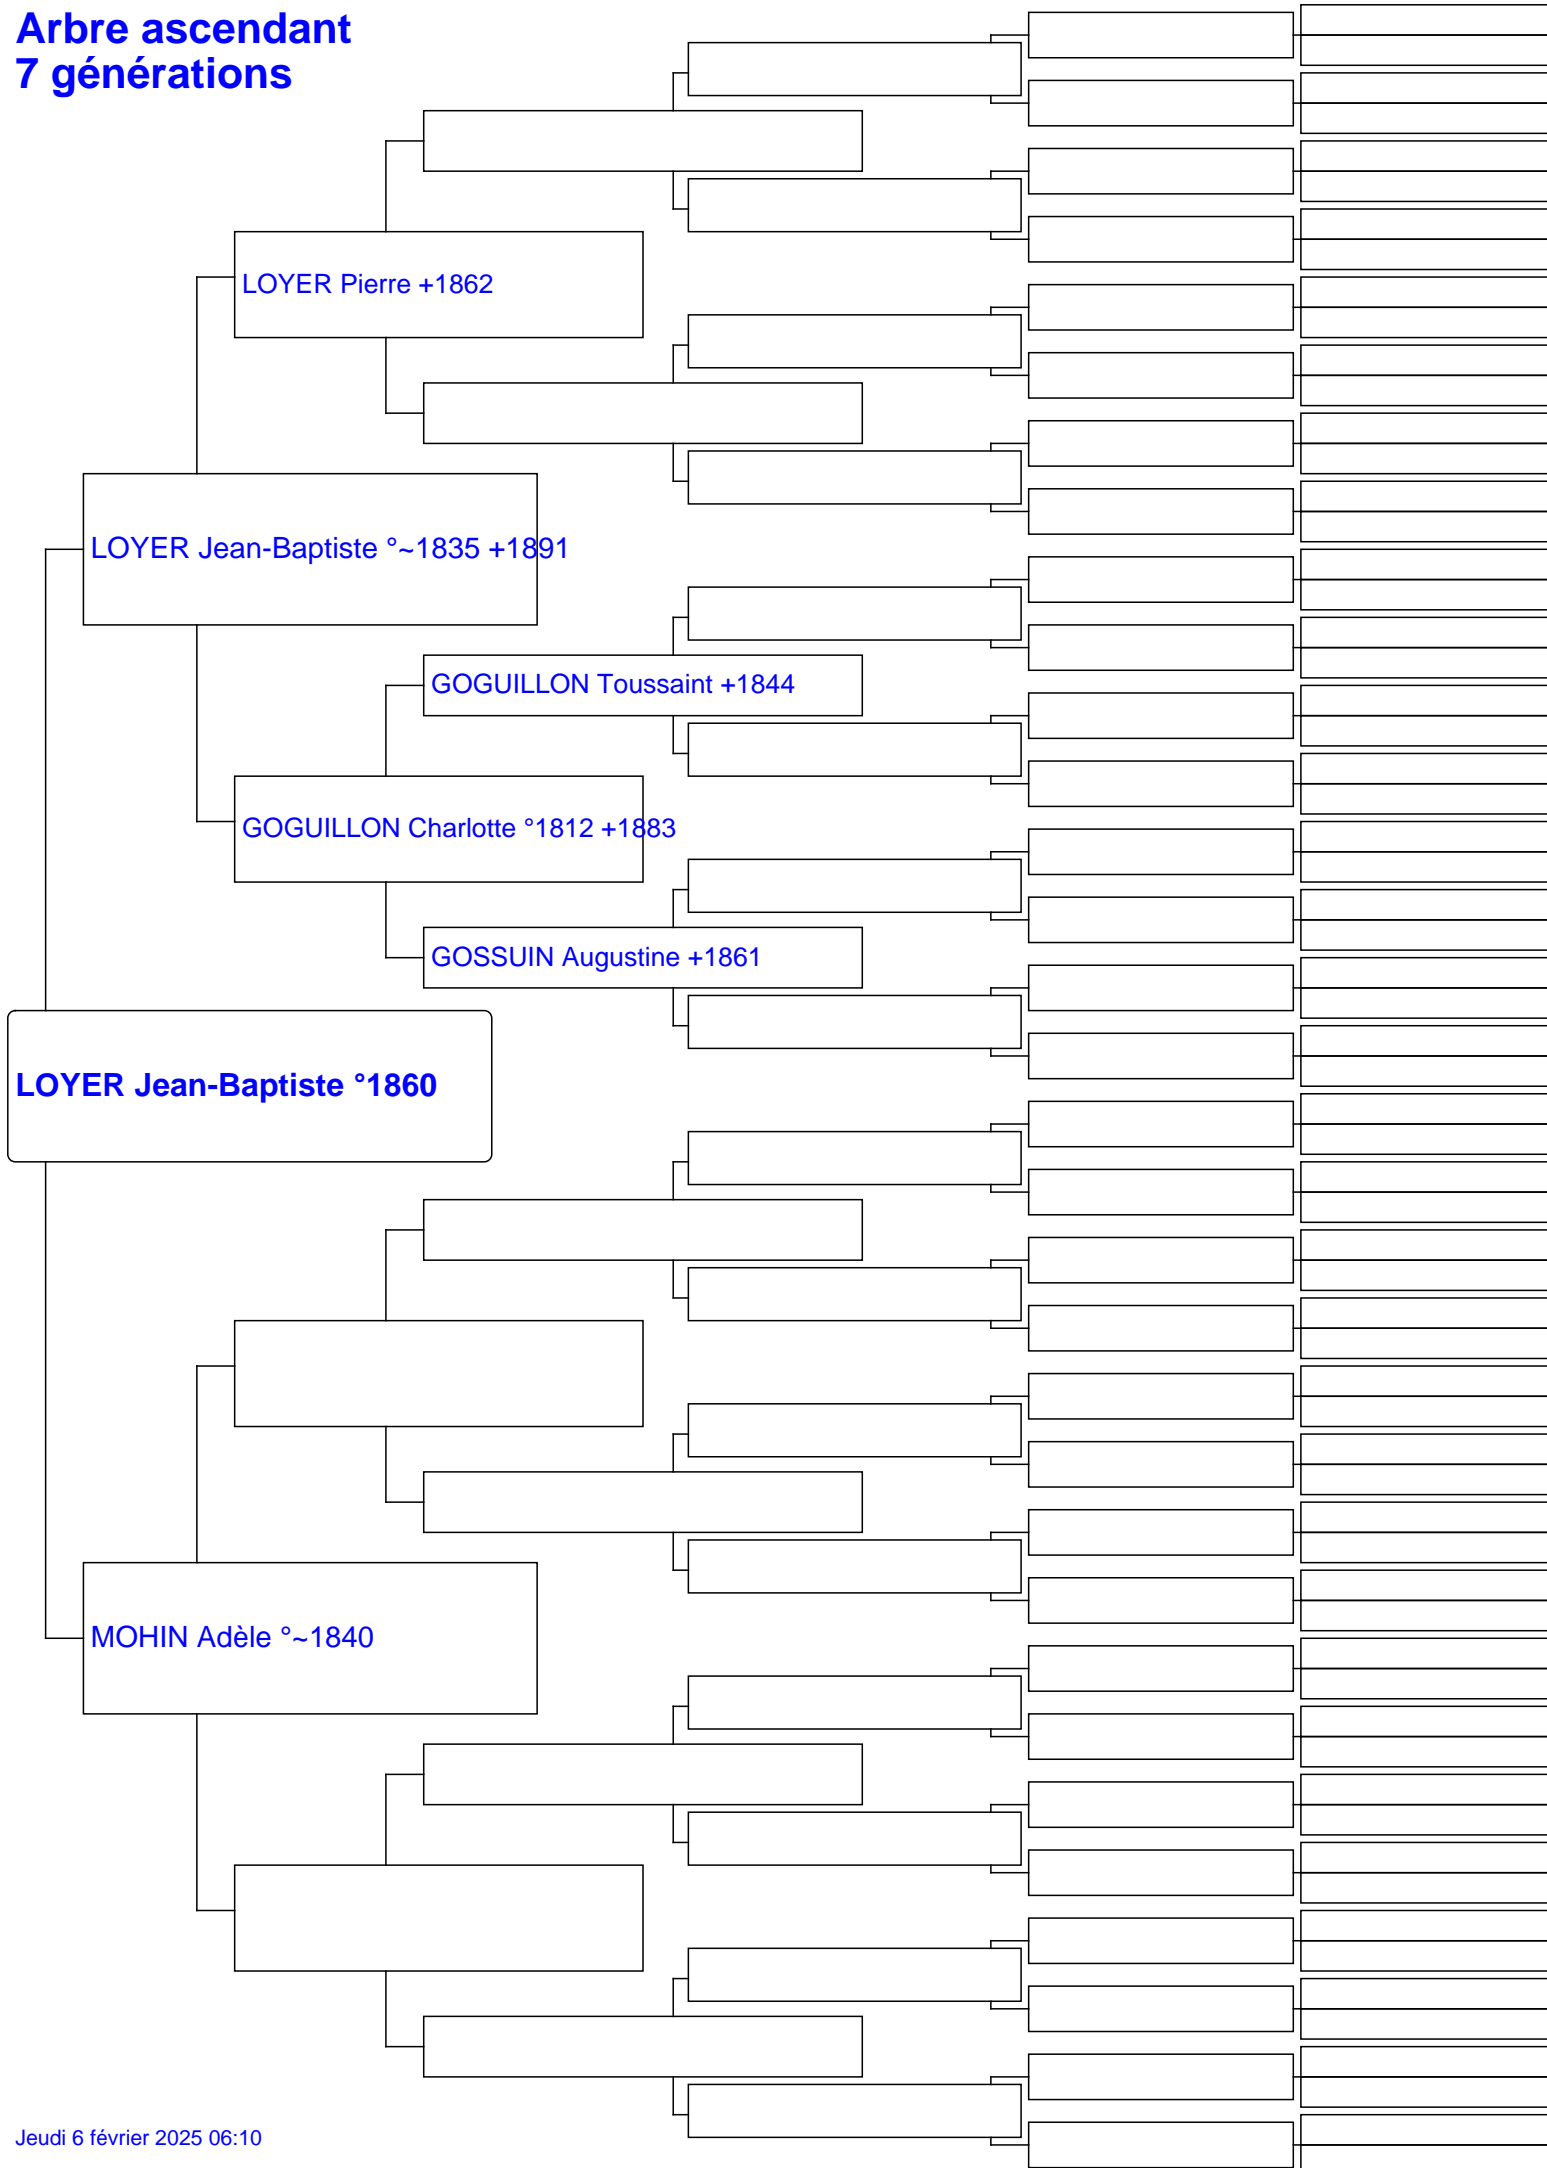 Arbre ascendant
7 générations
LOYER Pierre +1862
LOYER Jean-Baptiste °~1835 +1891
GOGUILLON Toussaint +1844
GOGUILLON Charlotte °1812 +1883
GOSSUIN Augustine +1861
LOYER Jean-Baptiste °1860
MOHIN Adèle °~1840
Jeudi 6 février 2025 06:10